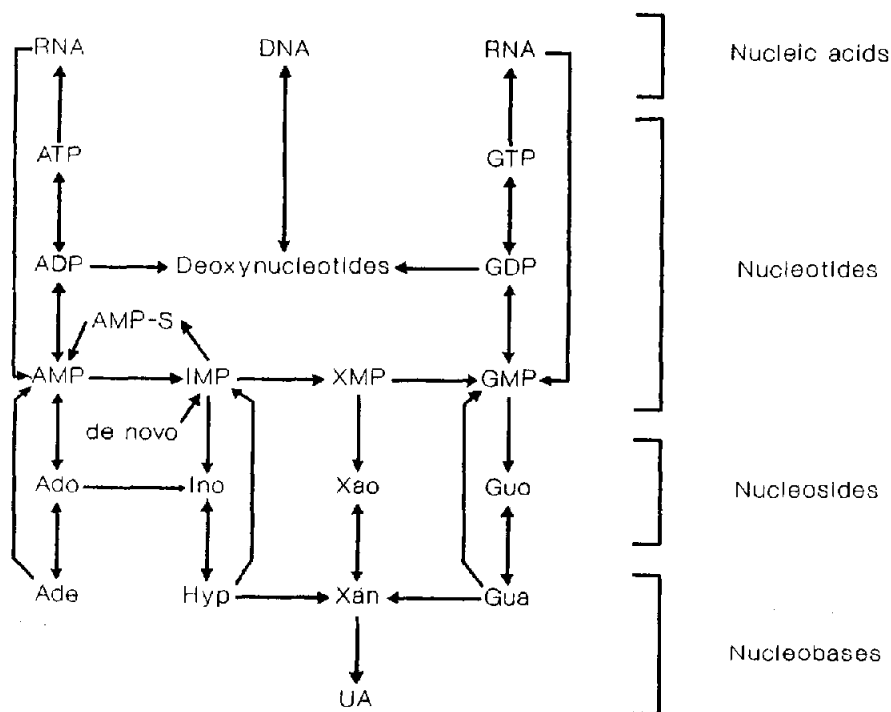 RNA DNA RNA Nucleic acids
ATP GTP
ADP Deoxynucleotides GDP Nucleotides
AMP-S
AMP IMP XMP GMP
de novo
Ado Ino Xao Guo Nucleosides
Ade Hyp Xan Gua
Nucleobases
UA